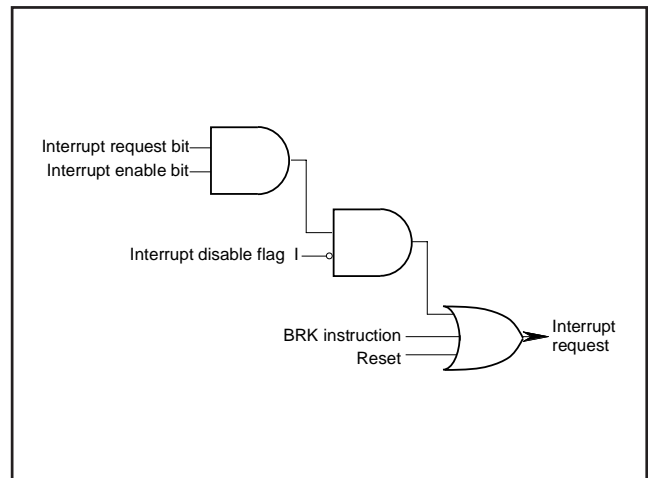 Interrupt request bit
Interrupt enable bit
Interrupt disable flag I
BRK instruction
Reset
Interrupt
request